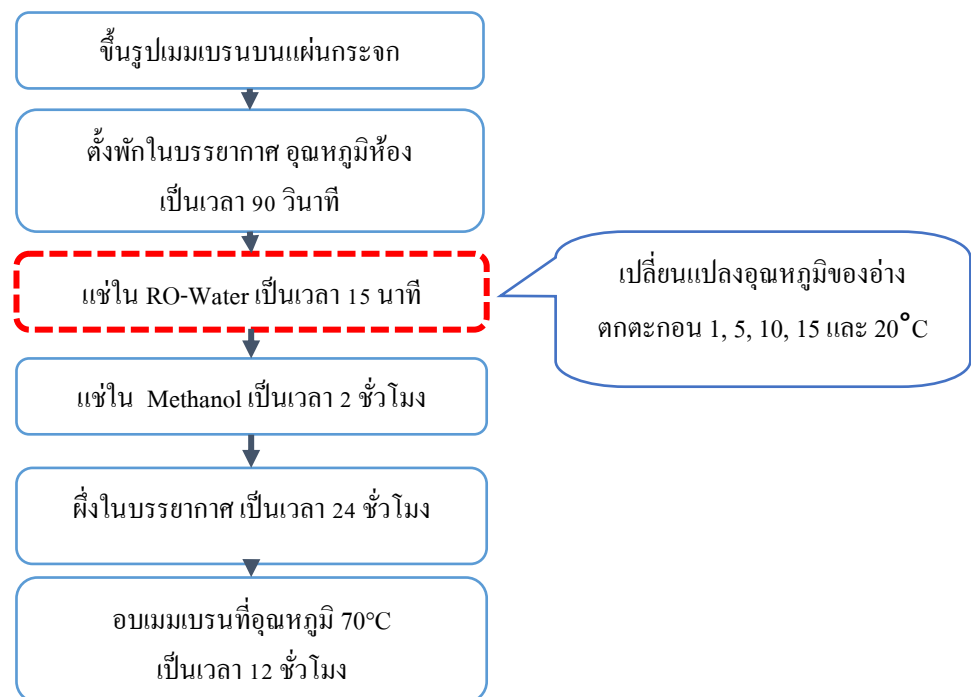 ขึ้นรูปเมมเบรนบนแผ่นกระจก
ตั้งพักในบรรยากาศ อุณหภูมิห้อง
เป็นเวลา 90 วินาที
แช่ใน RO-Water เป็นเวลา 15 นาที
เปลี่ยนแปลงอุณหภูมิของอ่าง
ตกตะกอน 1, 5, 10, 15 และ 20°C
แช่ใน Methanol เป็นเวลา 2 ชั่วโมง
ผึ่งในบรรยากาศ เป็นเวลา 24 ชั่วโมง
อบเมมเบรนที่อุณหภูมิ 70°C
เป็นเวลา 12 ชั่วโมง